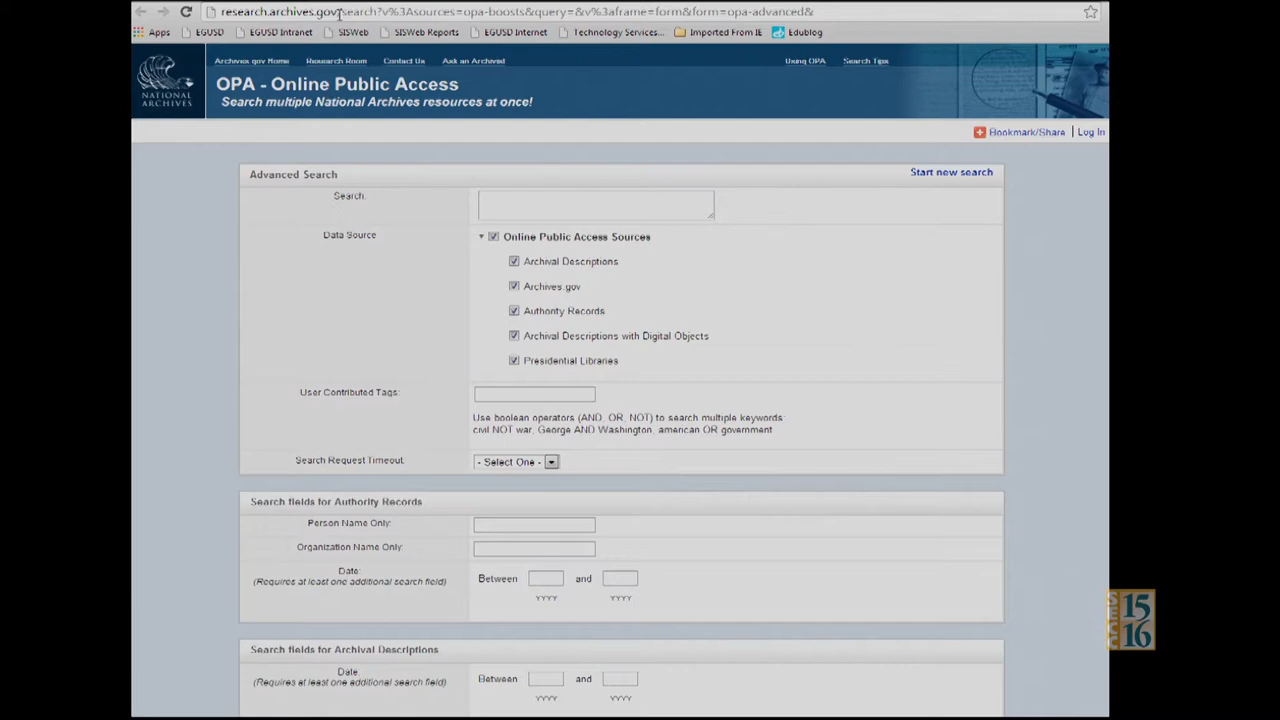 research.archives.gov/search?v%3Asources=opa-boosts&query=&v%3aframe=form&form=opa-advanced&
Apps EGUSD EGUSD Intranet SISWeb SISWeb Reports EGUSD Internet Technology Services... Imported From IE Edublog
Archives.gov Home Research Room Contact Us Ask an Archivist Using OPA Search Tips
NATIONAL ARCHIVES
OPA - Online Public Access
Search multiple National Archives resources at once!
Bookmark/Share | Log In
Advanced Search Start new search
Search:
Data Source Online Public Access Sources
Archival Descriptions
Archives.gov
Authority Records
Archival Descriptions with Digital Objects
Presidential Libraries
User Contributed Tags:
Use boolean operators (AND, OR, NOT) to search multiple keywords:
civil NOT war, George AND Washington, american OR government
Search Request Timeout: - Select One -
Search fields for Authority Records
Person Name Only:
Organization Name Only:
Date:
(Requires at least one additional search field)
Between and
YYYY YYYY
Search fields for Archival Descriptions
Date:
(Requires at least one additional search field)
Between and
YYYY YYYY
SECC
15
16